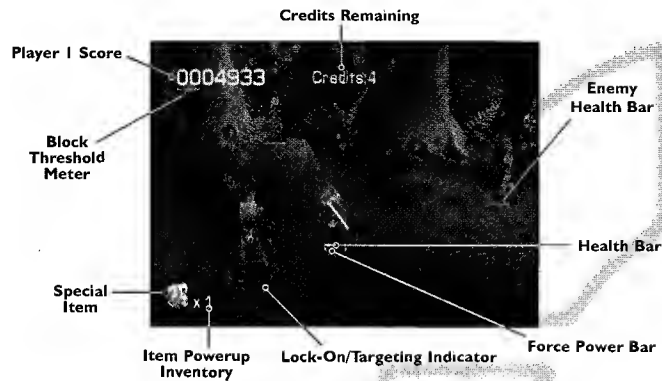 Credits Remaining
Player 1 Score
0004933
Credits:4
Enemy
Health Bar
Block
Threshold
Meter
Health Bar
Special
Item
x 1
Force Power Bar
Item Powerup
Inventory
Lock-On/Targeting Indicator